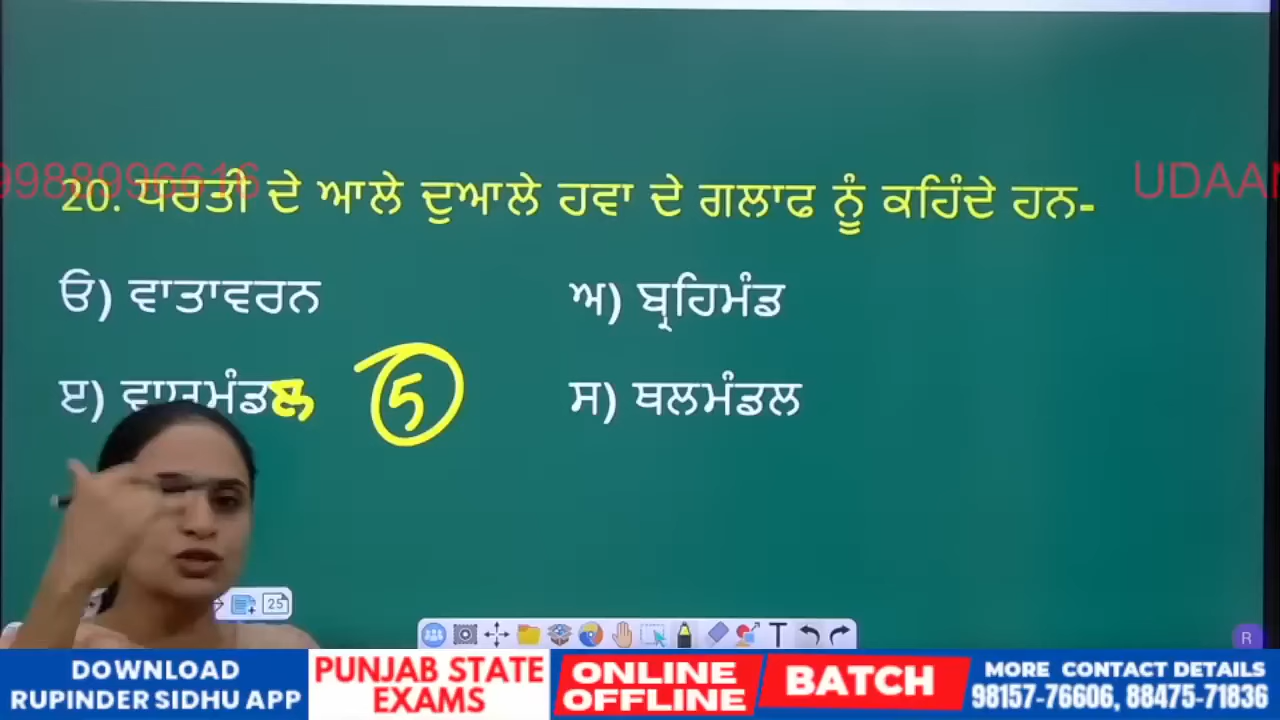 9988096616
UDAAN
20. ਧਰਤੀ ਦੇ ਆਲੇ ਦੁਆਲੇ ਹਵਾ ਦੇ ਗਲਾਫ ਨੂੰ ਕਹਿੰਦੇ ਹਨ-
ੳ) ਵਾਤਾਵਰਨ
ਅ) ਬ੍ਰਹਿਮੰਡ
ੲ) ਵਾਯੂਮੰਡਲ
5
ਸ) ਥਲਮੰਡਲ
25
T
R
DOWNLOAD
RUPINDER SIDHU APP
PUNJAB STATE
EXAMS
ONLINE
OFFLINE
BATCH
MORE CONTACT DETAILS
98157-76606, 88475-71836